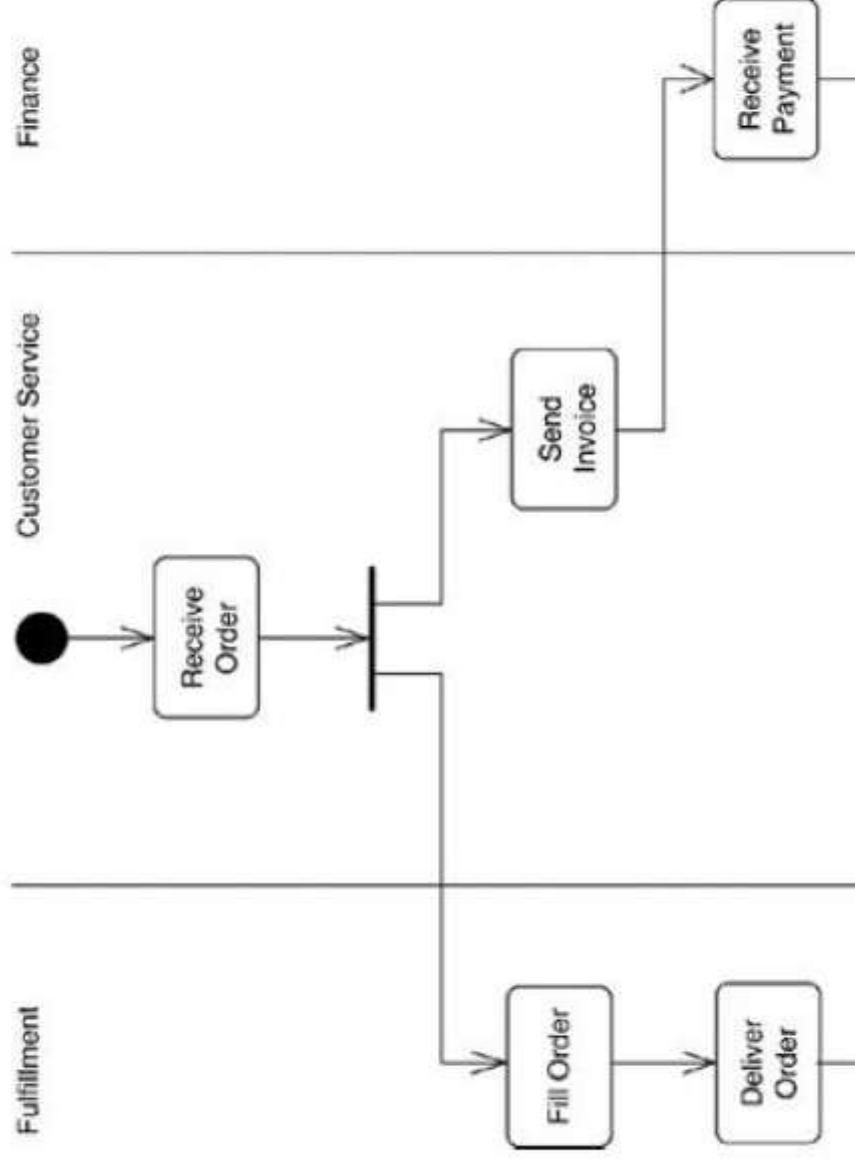 Fulfillment
Customer Service
Finance
Receive
Order
Fill Order
Send
Invoice
Deliver
Order
Receive
Payment